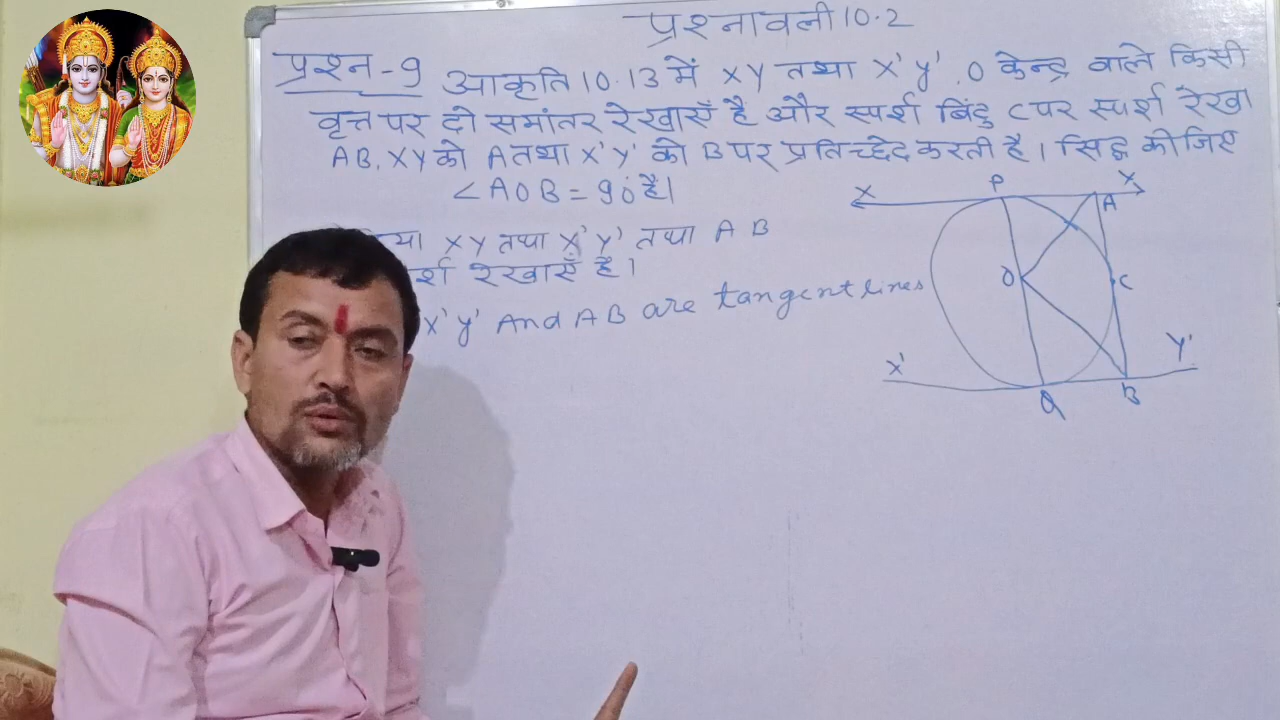 प्रश्नावली 10.2
प्रश्न-9 आकृति 10.13 में XY तथा X'Y', O केन्द्र वाले किसी
वृत्त पर दो समांतर रेखाएँ है और स्पर्श बिंदु C पर स्पर्श रेखा
AB, XY को A तथा X'Y' को B पर प्रतिच्छेद करती है। सिद्ध कीजिए
∠AOB = 90° है।
XY तथा X'Y' तथा AB
रेखाएँ है।
X'Y' And AB are tangent lines
X P X A
O C
X' Y'
Q B